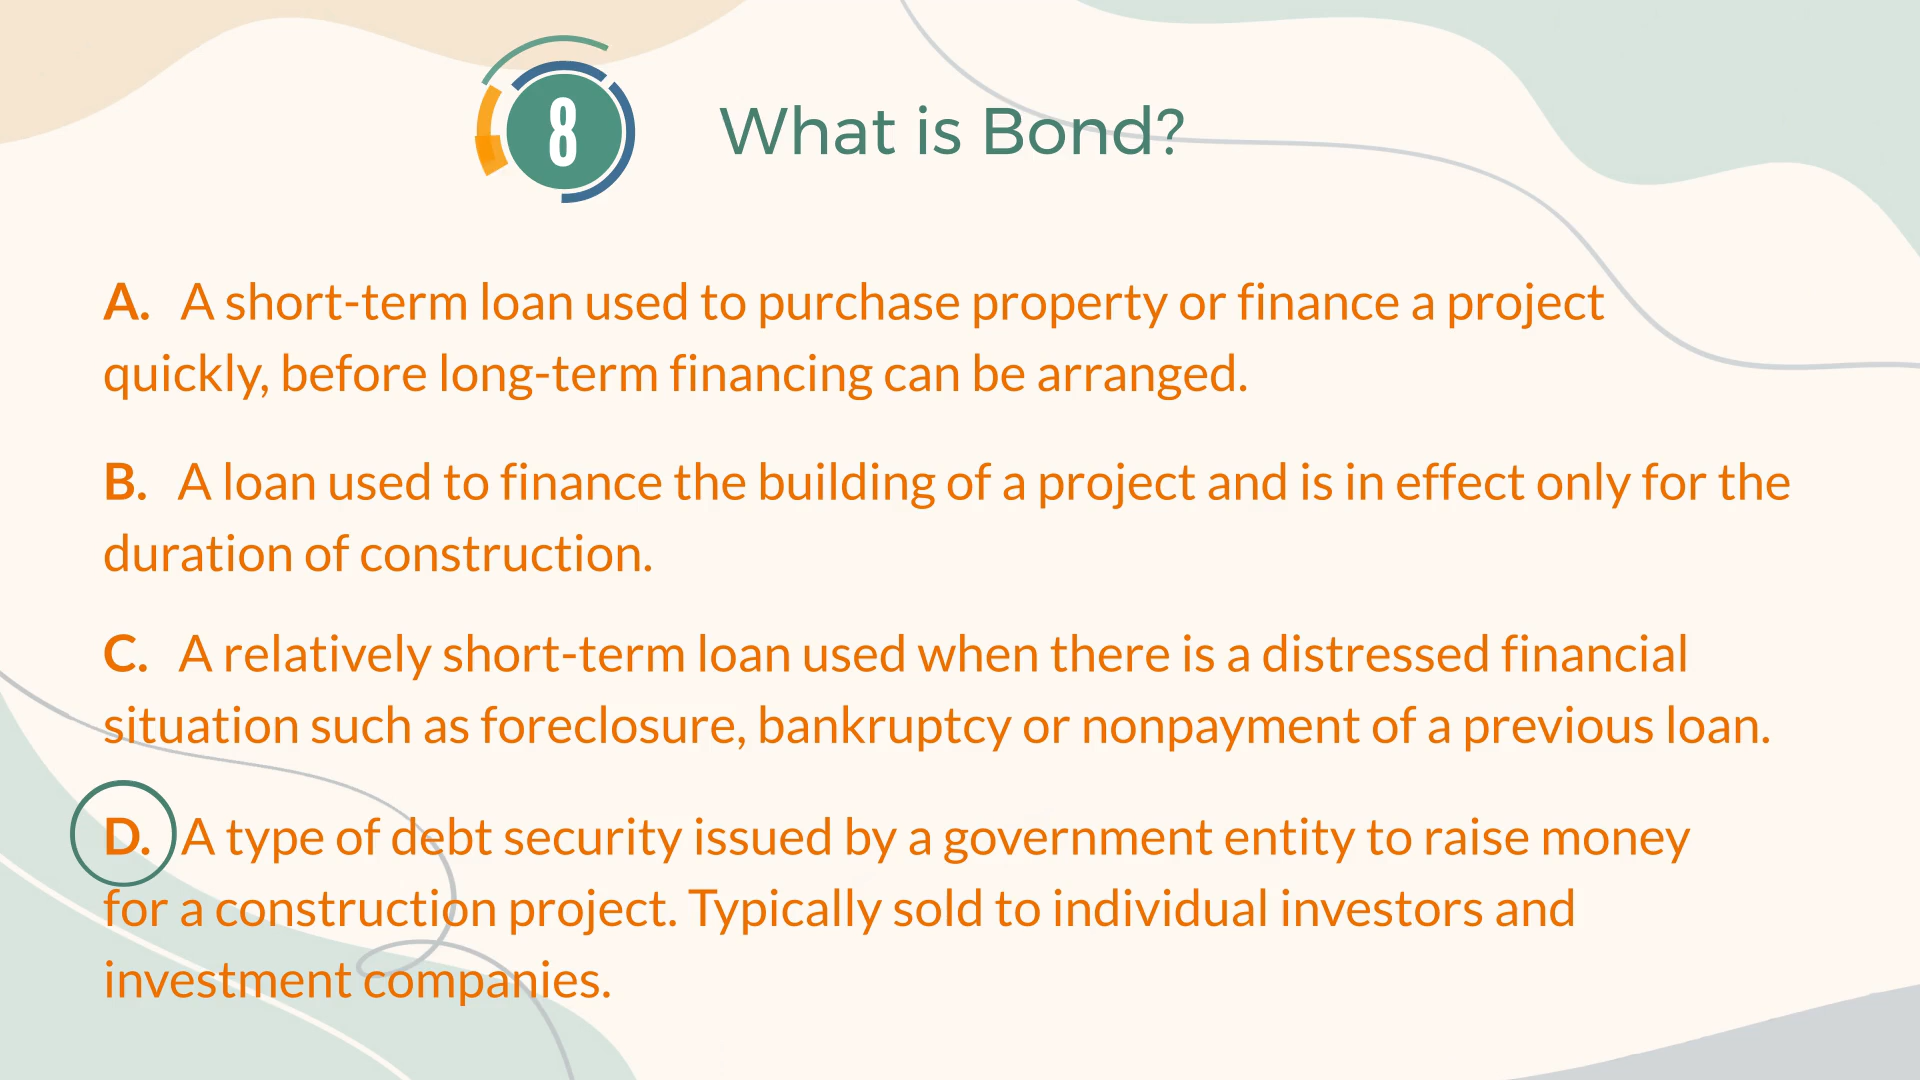 8
What is Bond?
A. A short-term loan used to purchase property or finance a project
quickly, before long-term financing can be arranged.
B. A loan used to finance the building of a project and is in effect only for the
duration of construction.
C. A relatively short-term loan used when there is a distressed financial
situation such as foreclosure, bankruptcy or nonpayment of a previous loan.
D. A type of debt security issued by a government entity to raise money
for a construction project. Typically sold to individual investors and
investment companies.